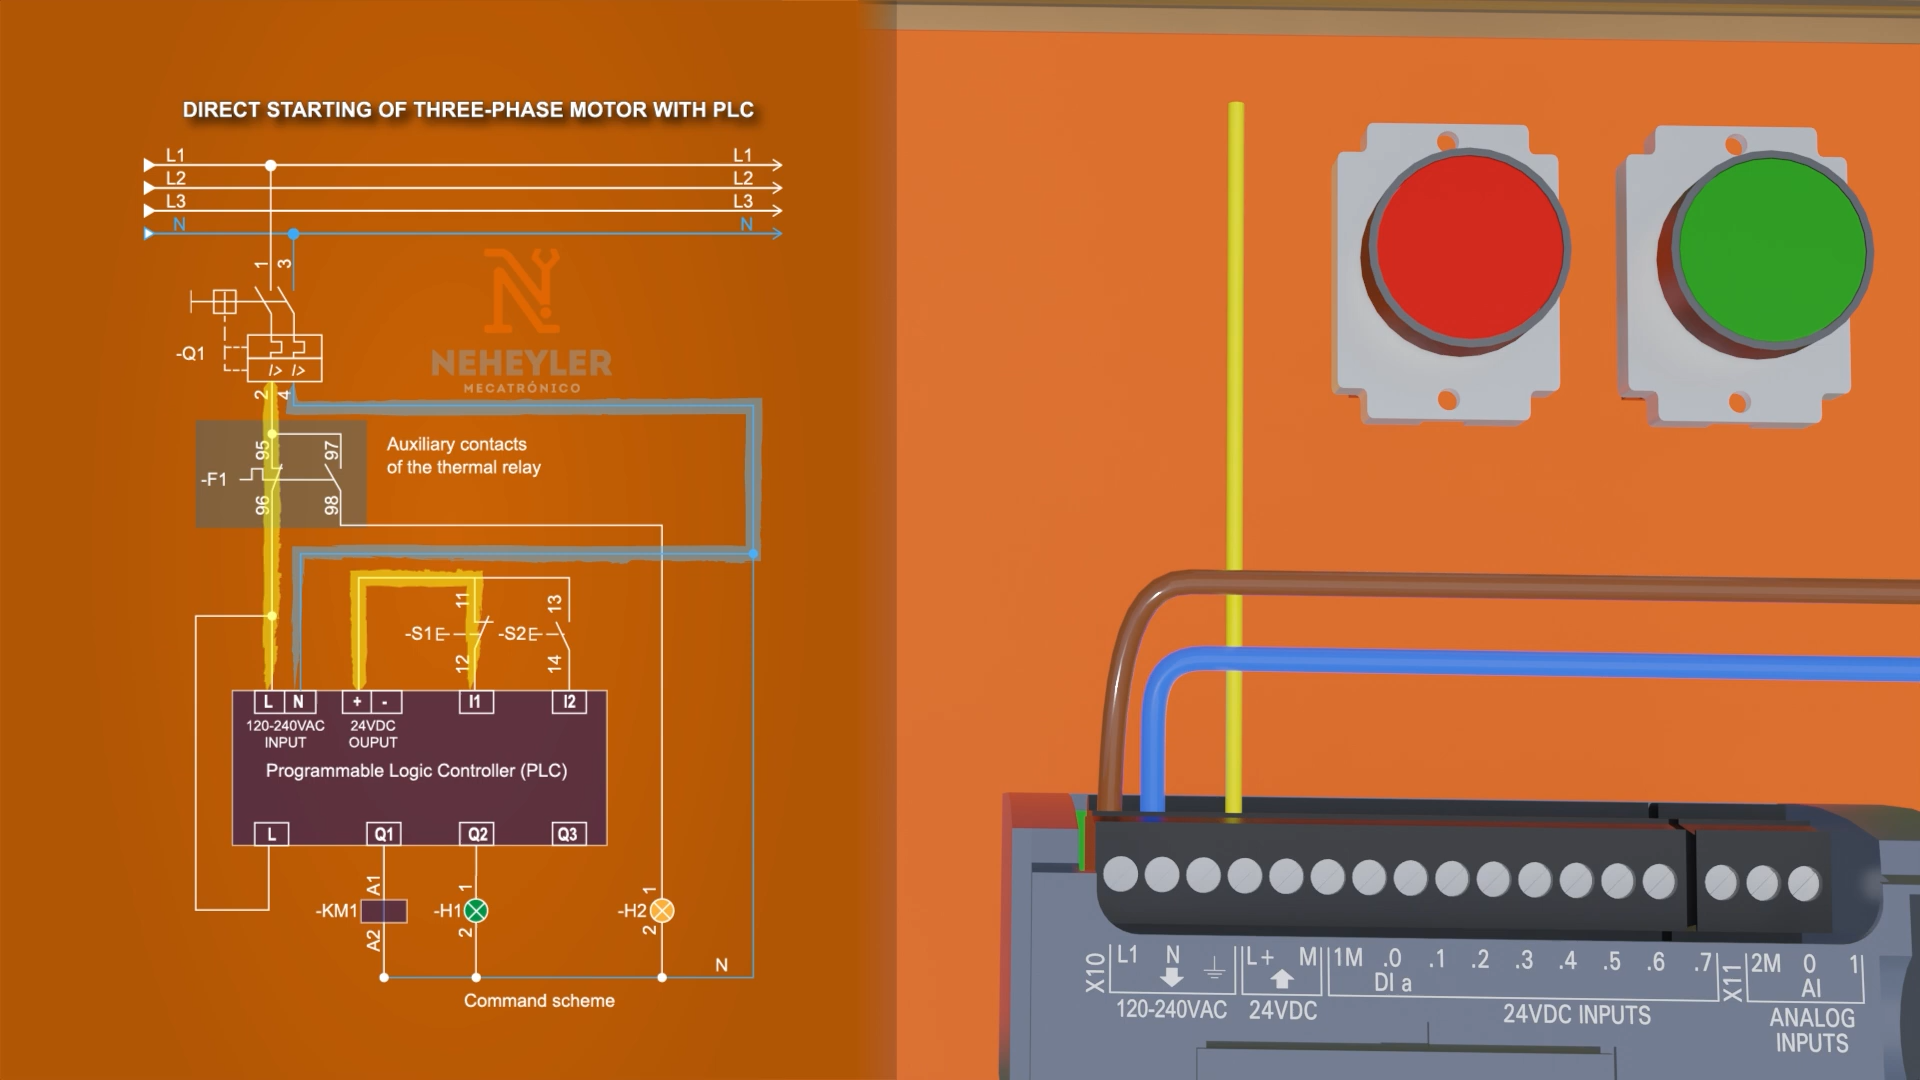 DIRECT STARTING OF THREE-PHASE MOTOR WITH PLC
L1 L1
L2 L2
L3 L3
N N
1 3
-Q1
I> I>
2 4
NEHEYLER
MECATRÓNICO
95 97
-F1
96 98
Auxiliary contacts
of the thermal relay
11 13
-S1E -S2E
12 14
L N + - I1 I2
120-240VAC
INPUT
24VDC
OUPUT
Programmable Logic Controller (PLC)
L Q1 Q2 Q3
A1 1 1
-KM1 -H1 -H2
A2 2 2
N
Command scheme
X10 L1 N L+ M 1M .0 .1 .2 .3 .4 .5 .6 .7 X11 2M 0 1
DI a AI
120-240VAC 24VDC 24VDC INPUTS ANALOG
INPUTS